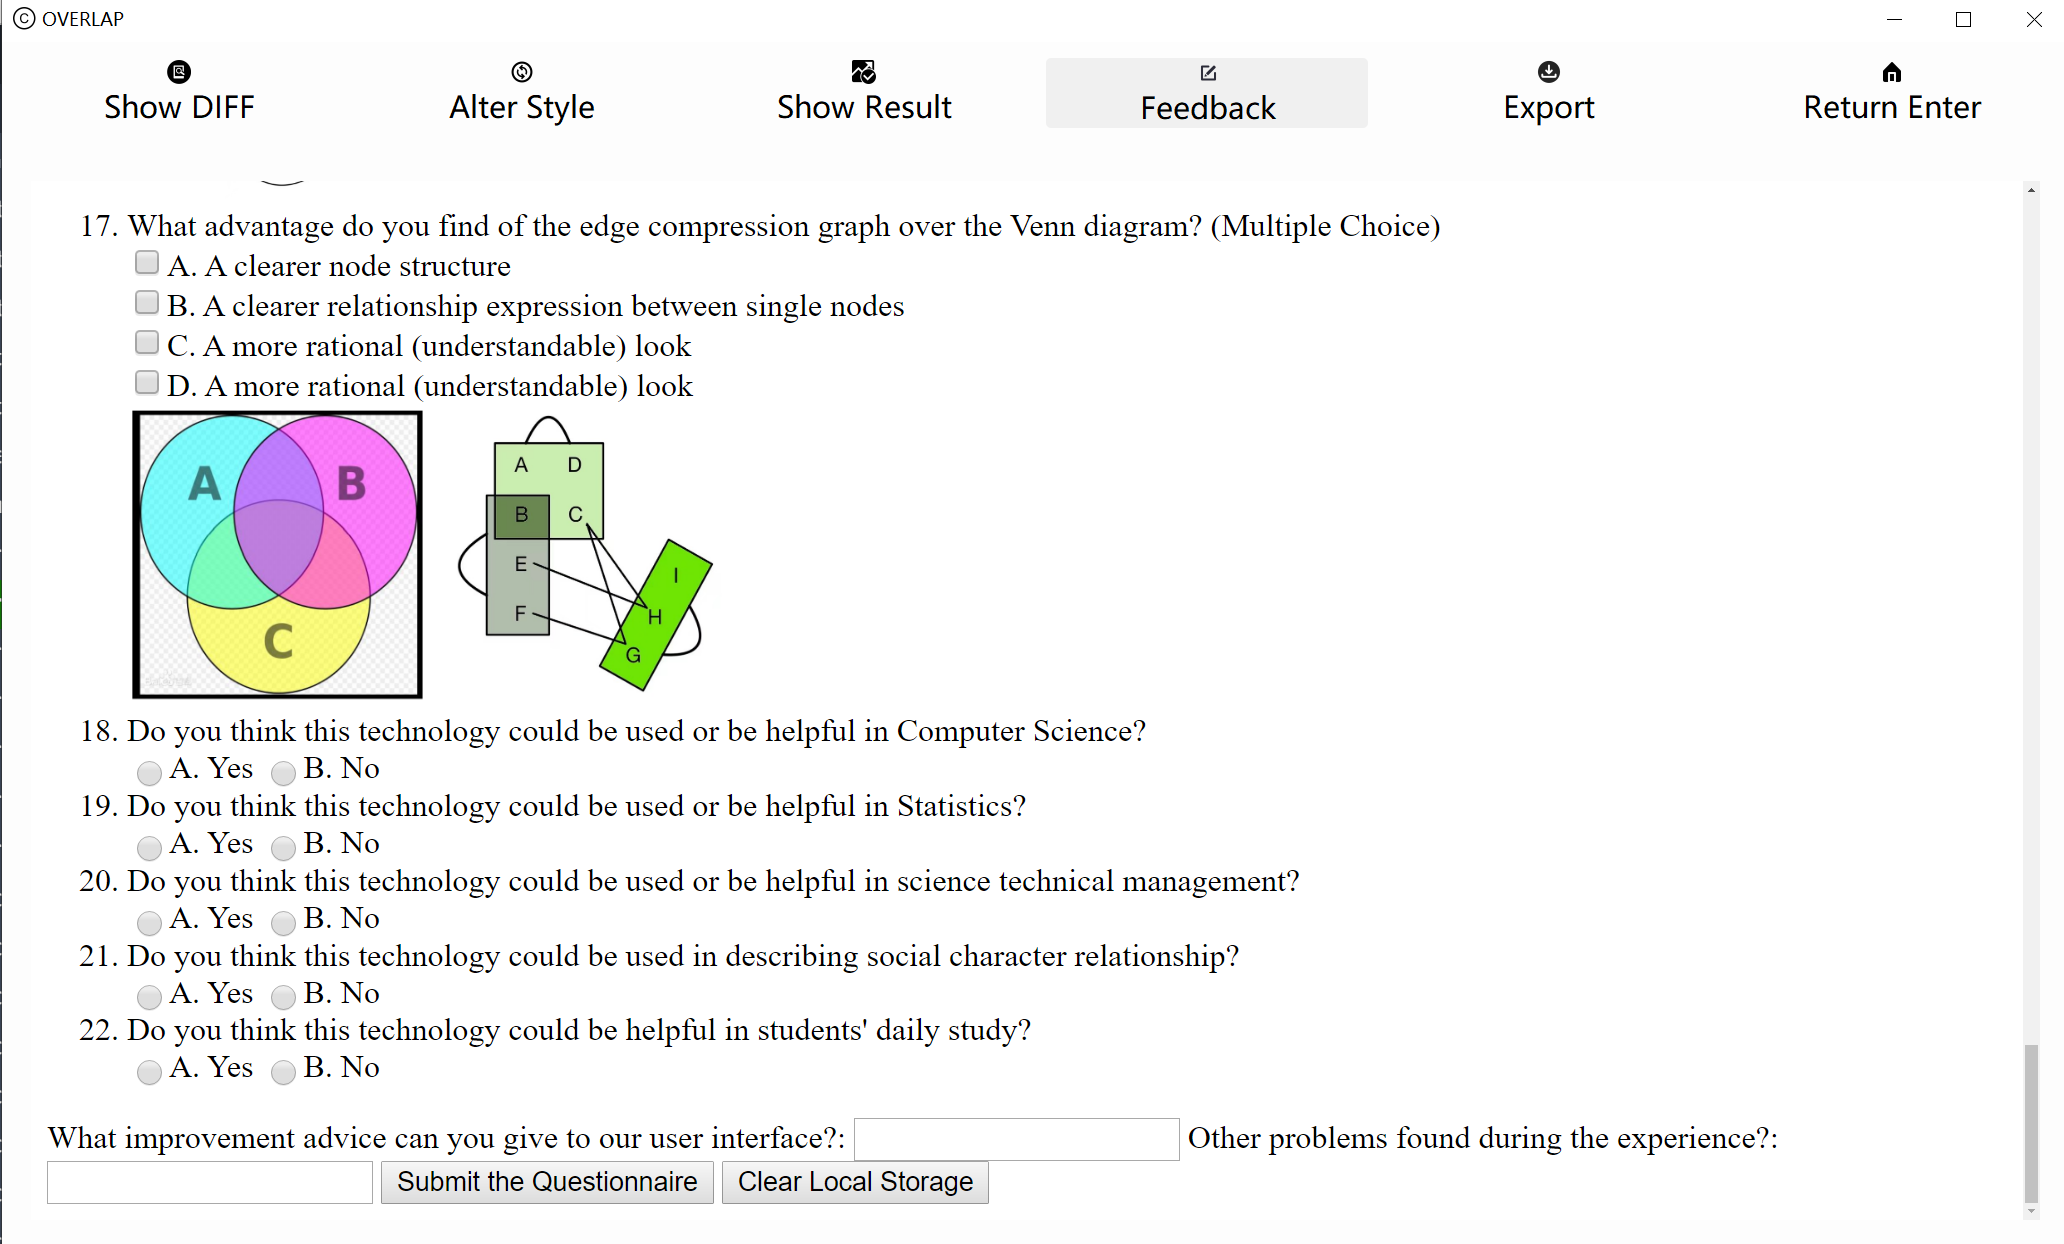 OVERLAP
Show DIFF
Alter Style
Show Result
Feedback
Export
Return Enter
17. What advantage do you find of the edge compression graph over the Venn diagram? (Multiple Choice)
A. A clearer node structure
B. A clearer relationship expression between single nodes
C. A more rational (understandable) look
D. A more rational (understandable) look
A B
C
A D
B C
E
F
I
H
G
18. Do you think this technology could be used or be helpful in Computer Science?
A. Yes B. No
19. Do you think this technology could be used or be helpful in Statistics?
A. Yes B. No
20. Do you think this technology could be used or be helpful in science technical management?
A. Yes B. No
21. Do you think this technology could be used in describing social character relationship?
A. Yes B. No
22. Do you think this technology could be helpful in students' daily study?
A. Yes B. No
What improvement advice can you give to our user interface?: Other problems found during the experience?:
Submit the Questionnaire Clear Local Storage